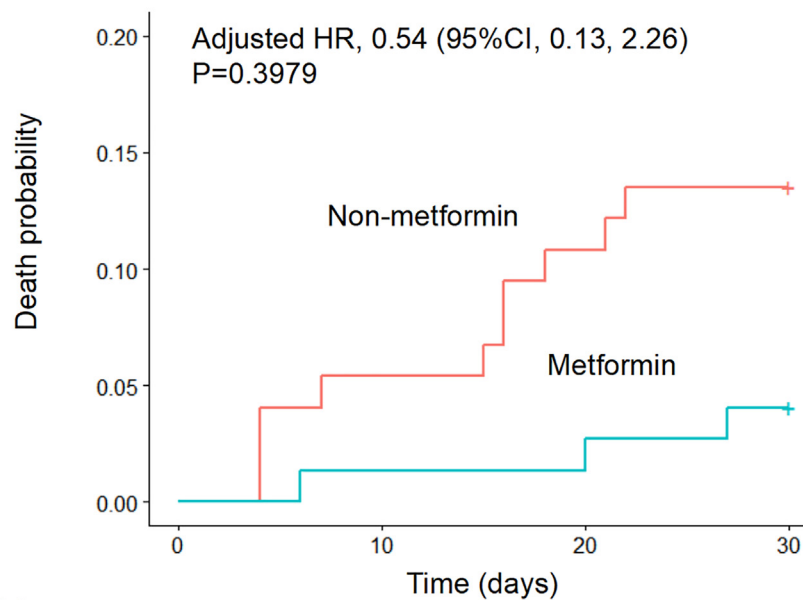 Adjusted HR, 0.54 (95%CI, 0.13, 2.26)
P=0.3979
0.20
0.15
0.10
0.05
0.00
Death probability
Non-metformin
Metformin
0 10 20 30
Time (days)